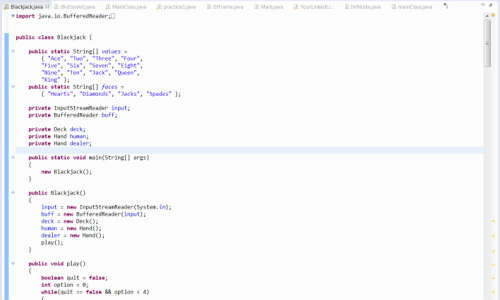 Blackjack.java JButtonArt.java MainClass.java practice3.java GFrame.java Main.java YourLinkedLi... listNode.java mainClass.java
import java.io.BufferedReader;
public class Blackjack {
public static String[] values =
{ "Ace", "Two", "Three", "Four",
"Five", "Six", "Seven", "Eight",
"Nine", "Ten", "Jack", "Queen",
"King" };
public static String[] faces =
{ "Hearts", "Diamonds", "Jacks", "Spades" };
private InputStreamReader input;
private BufferedReader buff;
private Deck deck;
private Hand human;
private Hand dealer;
public static void main(String[] args)
{
new Blackjack();
}
public Blackjack()
{
input = new InputStreamReader(System.in);
buff = new BufferedReader(input);
deck = new Deck();
human = new Hand();
dealer = new Hand();
play();
}
public void play()
{
boolean quit = false;
int option = 0;
while(quit == false && option < 4)
{